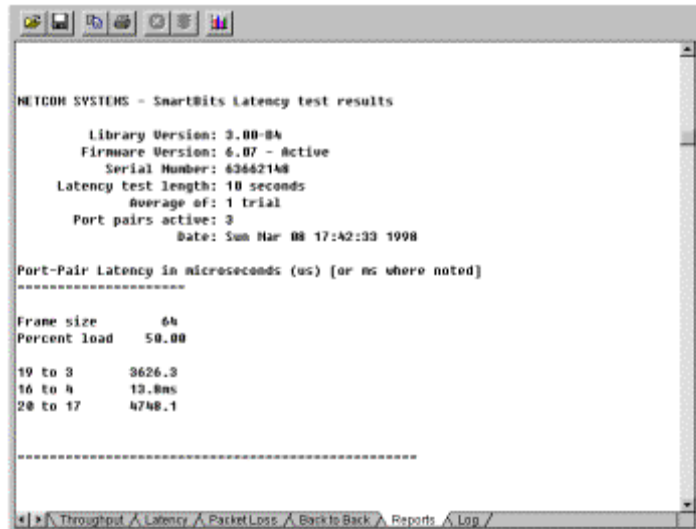 NETCOM SYSTEMS - SmartBits Latency test results
Library Version: 3.00-84
Firmware Version: 6.07 - Active
Serial Number: 63662148
Latency test length: 10 seconds
Average of: 1 trial
Port pairs active: 3
Date: Sun Mar 08 17:42:33 1998
Port-Pair Latency in microseconds (us) [or ms where noted]
---------------------
Frame size 64
Percent load 50.00
19 to 3 3626.3
16 to 4 13.8ms
20 to 17 4748.1
--------------------------------------------------
Throughput Latency Packet Loss Back to Back Reports Log